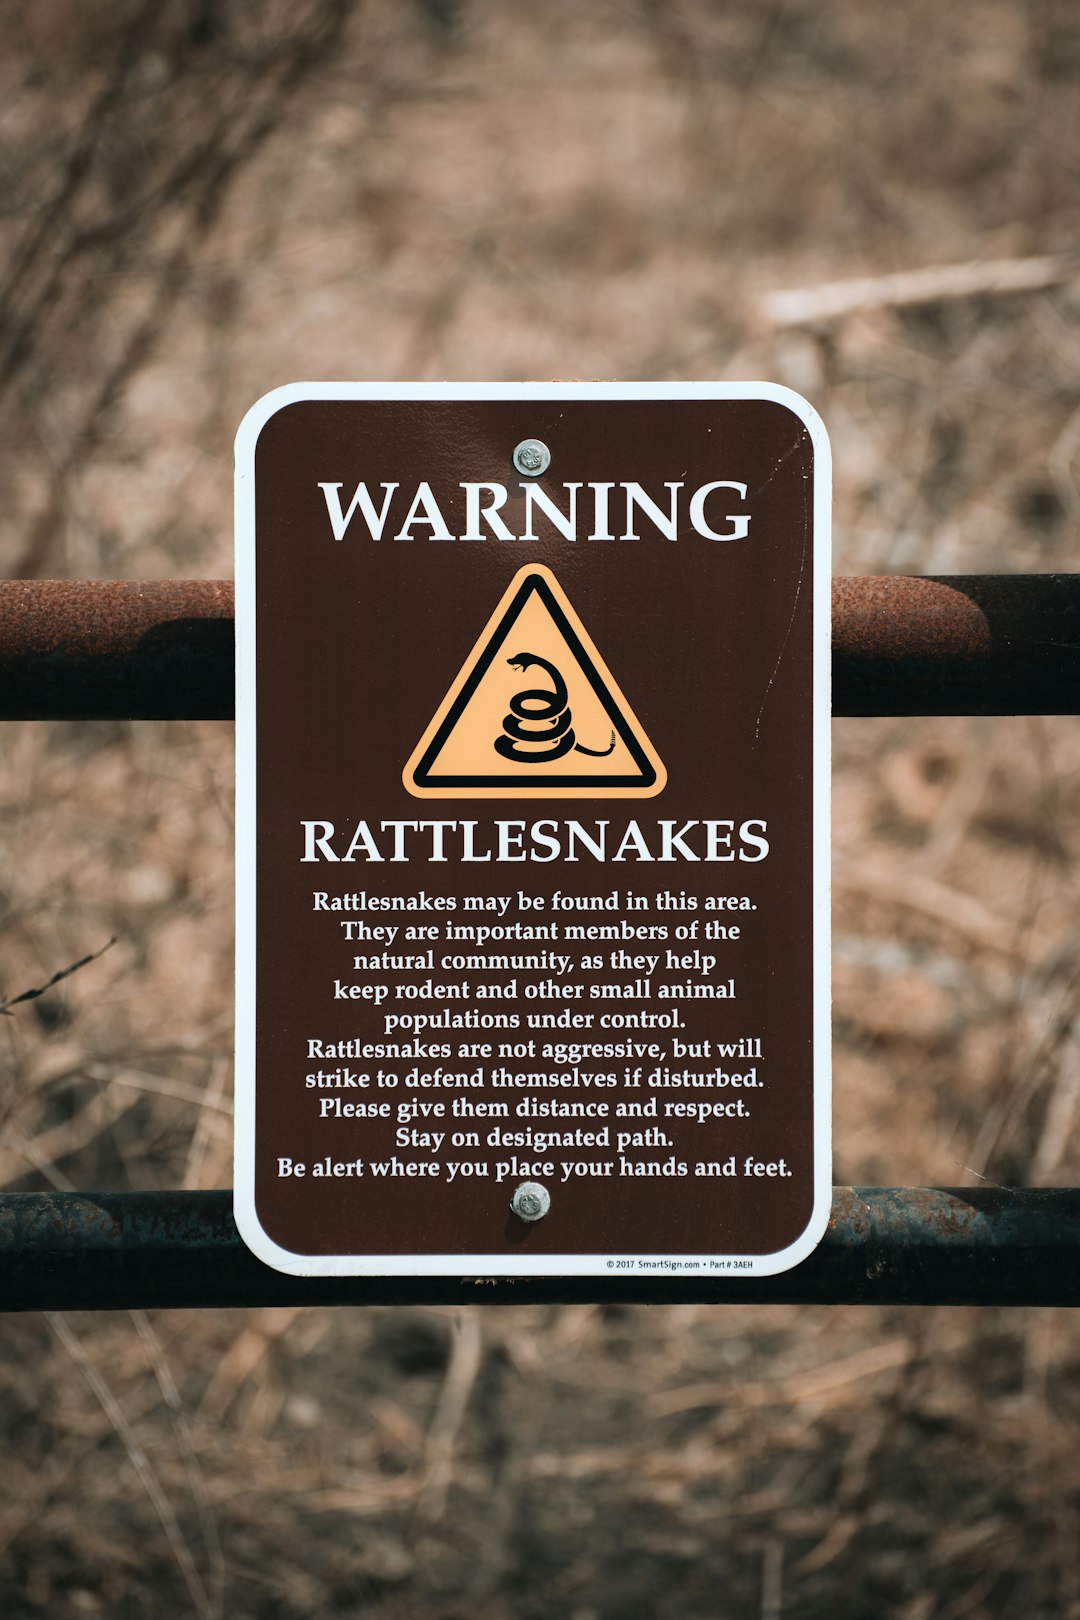 WARNING
RATTLESNAKES
Rattlesnakes may be found in this area.
They are important members of the
natural community, as they help
keep rodent and other small animal
populations under control.
Rattlesnakes are not aggressive, but will
strike to defend themselves if disturbed.
Please give them distance and respect.
Stay on designated path.
Be alert where you place your hands and feet.
© 2017 SmartSign.com • Part # 3AEH